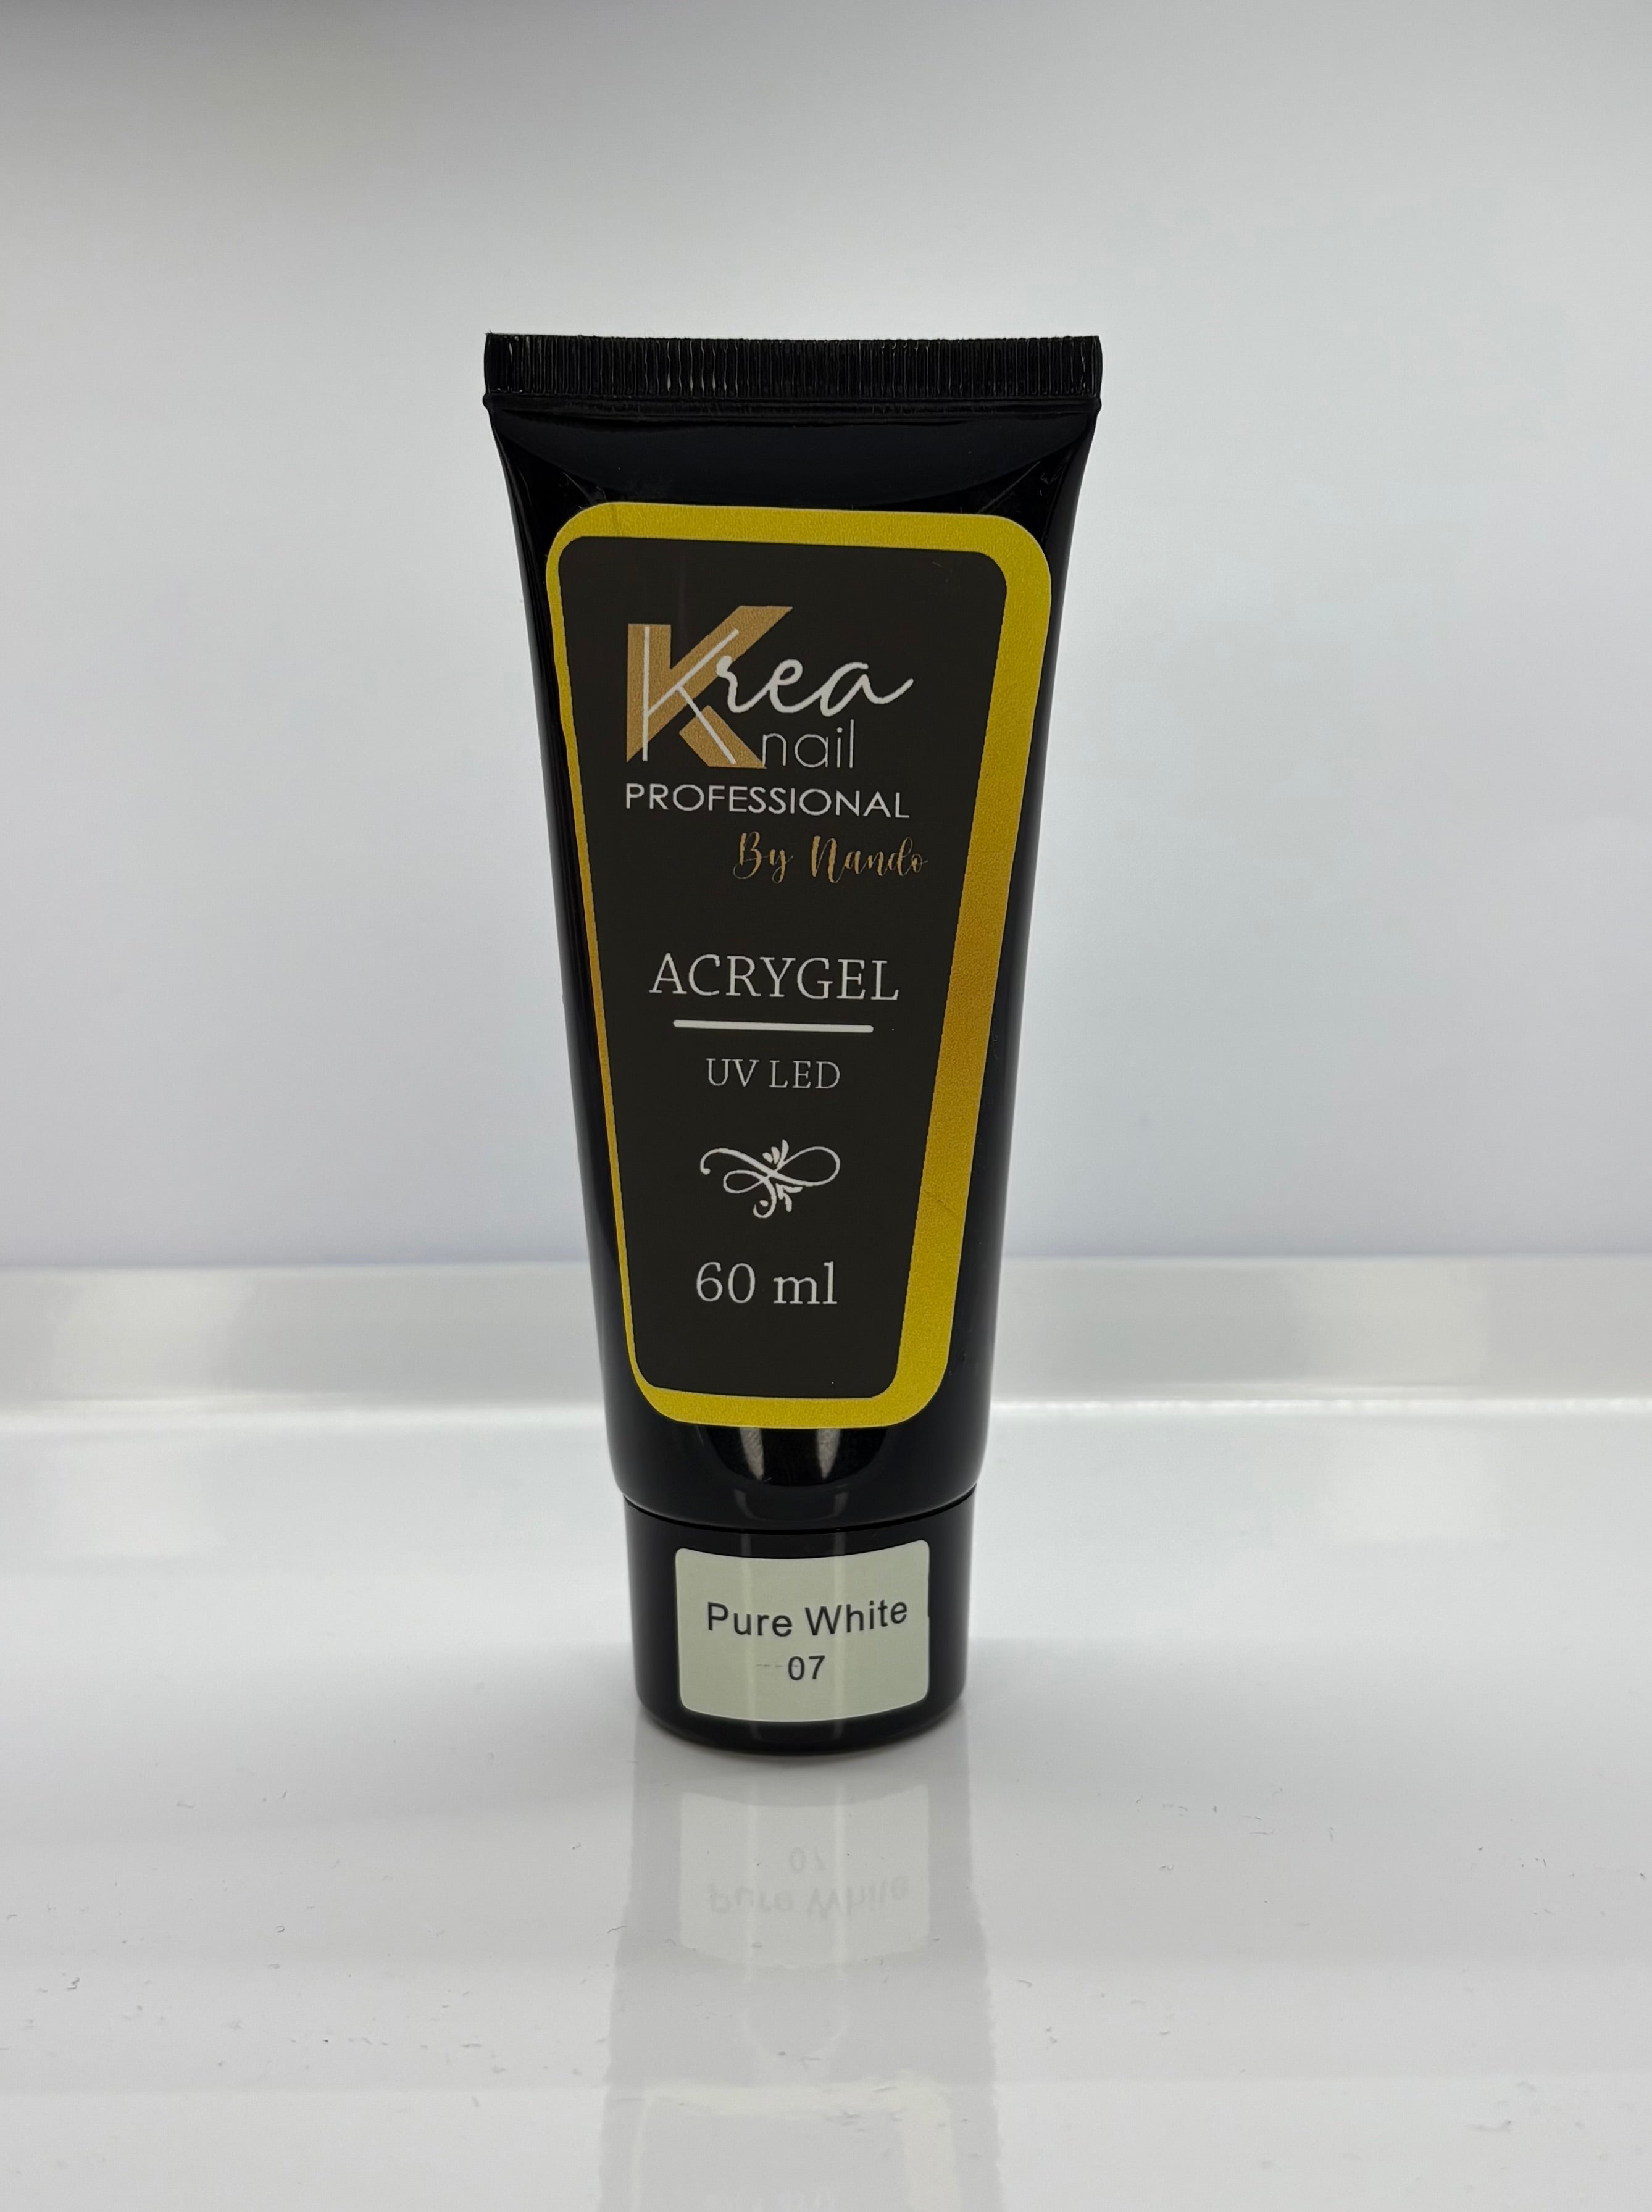 Krea
nail
PROFESSIONAL
By Nando
ACRYGEL
UV LED
60 ml
Pure White
07